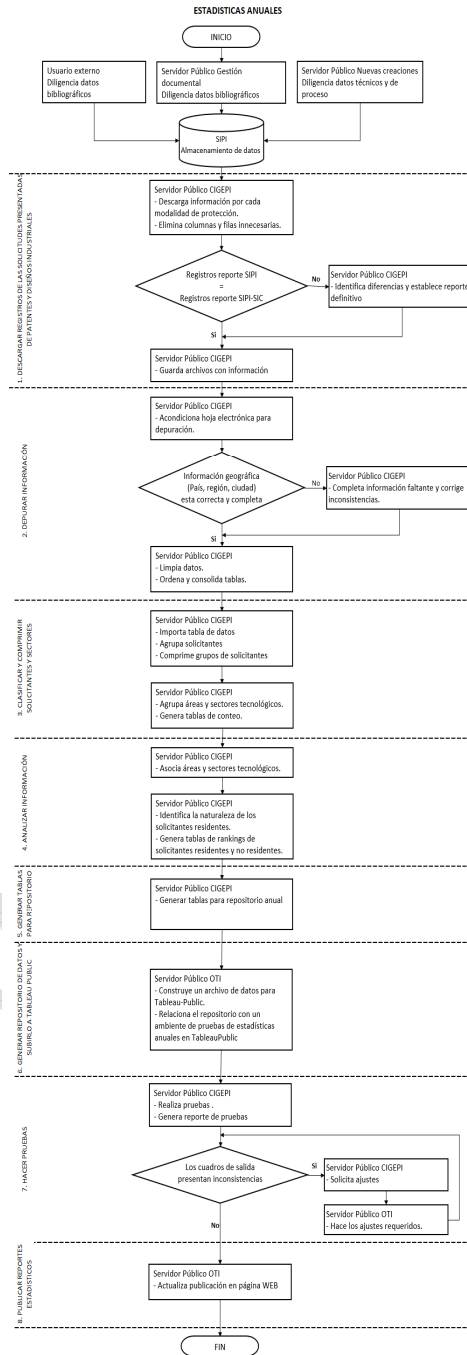 ESTADISTICAS ANUALES
INICIO
Usuario externo
Diligencia datos
bibliográficos
Servidor Público Gestión
documental
Diligencia datos bibliográficos
Servidor Público Nuevas creaciones
Diligencia datos técnicos y de
proceso
SIPI
Almacenamiento de datos
1. DESCARGAR REGISTROS DE LAS SOLICITUDES PRESENTADAS
DE PATENTES Y DISEÑOS INDUSTRIALES
Servidor Público CIGEPI
- Descarga información por cada
modalidad de protección.
- Elimina columnas y filas innecesarias.
Registros reporte SIPI
=
Registros reporte SIPI-SIC
No
Servidor Público CIGEPI
- Identifica diferencias y establece reporte
definitivo
Si
Servidor Público CIGEPI
- Guarda archivos con información
2. DEPURAR INFORMACIÓN
Servidor Público CIGEPI
- Acondiciona hoja electrónica para
depuración.
Información geográfica
(País, región, ciudad)
esta correcta y completa
No
Servidor Público CIGEPI
- Completa información faltante y corrige
inconsistencias.
Si
Servidor Público CIGEPI
- Limpia datos.
- Ordena y consolida tablas.
3. CLASIFICAR Y COMPRIMIR
SOLICITANTES Y SECTORES
Servidor Público CIGEPI
- Importa tabla de datos
- Agrupa solicitantes
- Comprime grupos de solicitantes
Servidor Público CIGEPI
- Agrupa áreas y sectores tecnológicos.
- Genera tablas de conteo.
4. ANALIZAR INFORMACIÓN
Servidor Público CIGEPI
- Asocia áreas y sectores tecnológicos.
Servidor Público CIGEPI
- Identifica la naturaleza de los
solicitantes residentes.
- Genera tablas de rankings de
solicitantes residentes y no residentes.
5. GENERAR TABLAS
PARA REPOSITORIO
Servidor Público CIGEPI
- Generar tablas para repositorio anual
6. GENERAR REPOSITORIO DE DATOS Y
SUBIRLO A TABLEAU PUBLIC
Servidor Público OTI
- Construye un archivo de datos para
Tableau-Public.
- Relaciona el repositorio con un
ambiente de pruebas de estadísticas
anuales en TableauPublic
7. HACER PRUEBAS
Servidor Público CIGEPI
- Realiza pruebas .
- Genera reporte de pruebas
Los cuadros de salida
presentan inconsistencias
Si
Servidor Público CIGEPI
- Solicita ajustes
Servidor Público OTI
- Hace los ajustes requeridos.
No
8. PUBLICAR REPORTES
ESTADISTICOS
Servidor Público OTI
- Actualiza publicación en página WEB
FIN